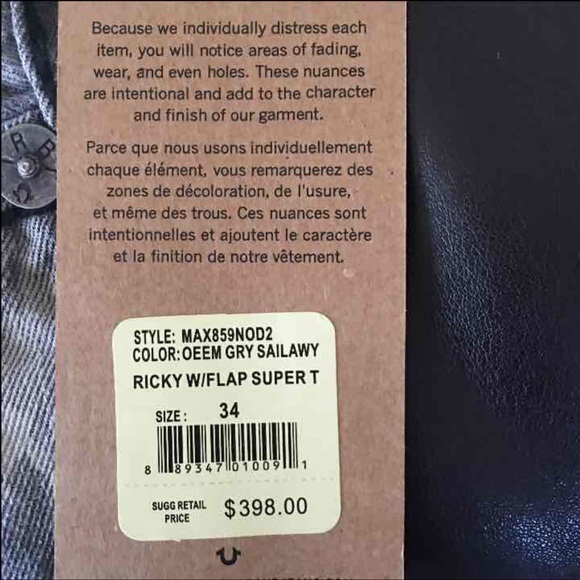 Because we individually distress each
item, you will notice areas of fading,
wear, and even holes. These nuances
are intentional and add to the character
and finish of our garment.
Parce que nous usons individuellement
chaque élément, vous remarquerez des
zones de décoloration, de l'usure,
et même des trous. Ces nuances sont
intentionnelles et ajoutent le caractère
et la finition de notre vêtement.
STYLE: MAX859NOD2
COLOR: OEEM GRY SAILAWY
RICKY W/FLAP SUPER T
SIZE: 34
8 89347 01009 1
SUGG RETAIL
PRICE
$398.00